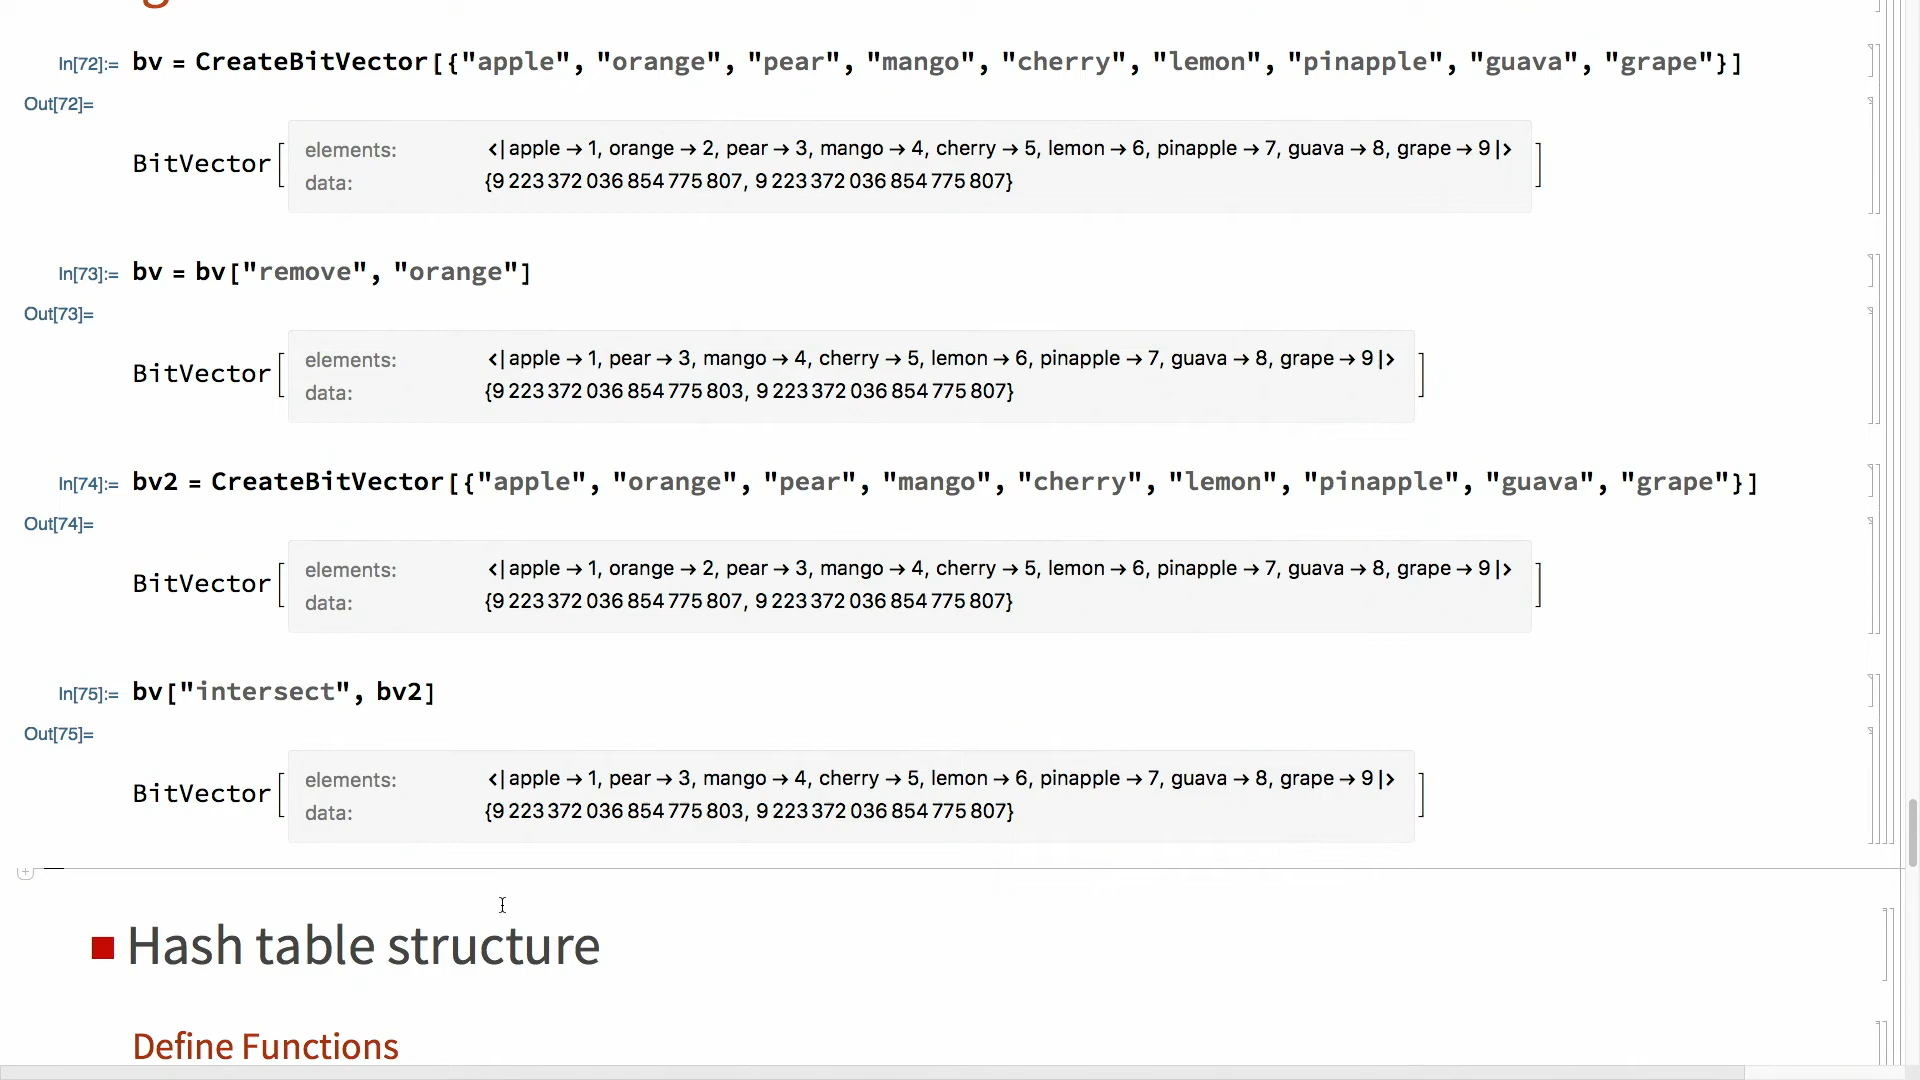 In[72]:= bv = CreateBitVector[{"apple", "orange", "pear", "mango", "cherry", "lemon", "pinapple", "guava", "grape"}]
Out[72]=
BitVector[
elements: <|apple → 1, orange → 2, pear → 3, mango → 4, cherry → 5, lemon → 6, pinapple → 7, guava → 8, grape → 9|>
data: {9 223 372 036 854 775 807, 9 223 372 036 854 775 807}
]
In[73]:= bv = bv["remove", "orange"]
Out[73]=
BitVector[
elements: <|apple → 1, pear → 3, mango → 4, cherry → 5, lemon → 6, pinapple → 7, guava → 8, grape → 9|>
data: {9 223 372 036 854 775 803, 9 223 372 036 854 775 807}
]
In[74]:= bv2 = CreateBitVector[{"apple", "orange", "pear", "mango", "cherry", "lemon", "pinapple", "guava", "grape"}]
Out[74]=
BitVector[
elements: <|apple → 1, orange → 2, pear → 3, mango → 4, cherry → 5, lemon → 6, pinapple → 7, guava → 8, grape → 9|>
data: {9 223 372 036 854 775 807, 9 223 372 036 854 775 807}
]
In[75]:= bv["intersect", bv2]
Out[75]=
BitVector[
elements: <|apple → 1, pear → 3, mango → 4, cherry → 5, lemon → 6, pinapple → 7, guava → 8, grape → 9|>
data: {9 223 372 036 854 775 803, 9 223 372 036 854 775 807}
]
Hash table structure
Define Functions